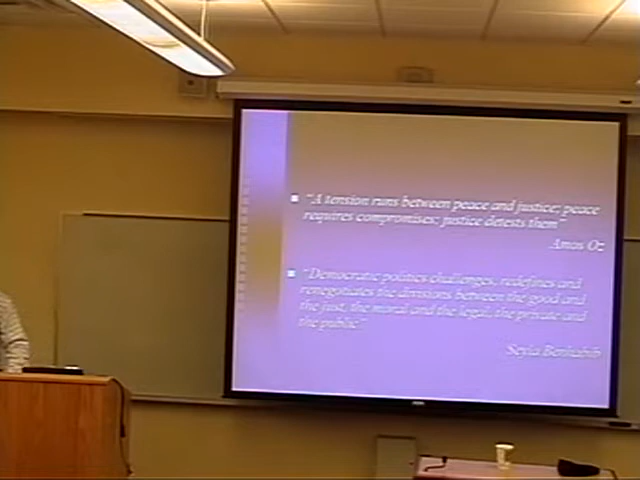 "A tension runs between peace and justice; peace
requires compromises; justice detests them"
Amos Oz
"Democratic politics challenges, redefines and
renegotiates the divisions between the good and
the just, the moral and the legal, the private and
the public"
Seyla Benhabib